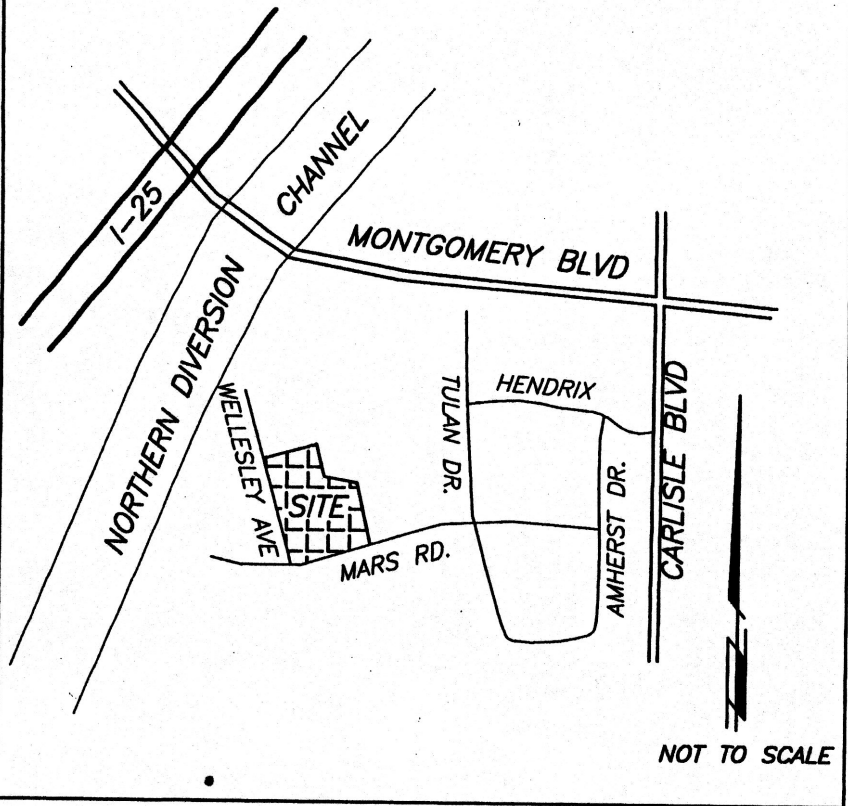 I-25
CHANNEL
NORTHERN DIVERSION
MONTGOMERY BLVD
HENDRIX
TULAN DR.
WELLESLEY AVE
SITE
MARS RD.
AMHERST DR.
CARLISLE BLVD
NOT TO SCALE